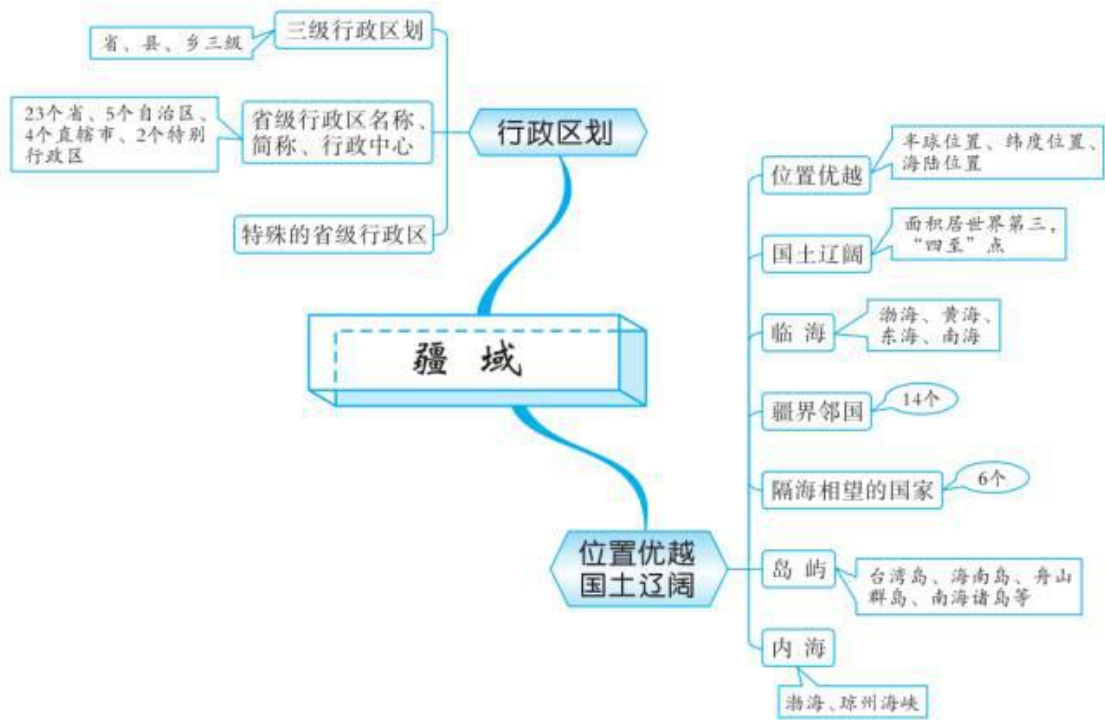 三级行政区划
省、县、乡三级
省级行政区名称、
简称、行政中心
23个省、5个自治区、
4个直辖市、2个特别
行政区
特殊的省级行政区
行政区划
疆 域
位置优越
国土辽阔
位置优越
半球位置、纬度位置、
海陆位置
国土辽阔
面积居世界第三，
“四至”点
临 海
渤海、黄海、
东海、南海
疆界邻国
14个
隔海相望的国家
6个
岛 屿
台湾岛、海南岛、舟山
群岛、南海诸岛等
内 海
渤海、琼州海峡